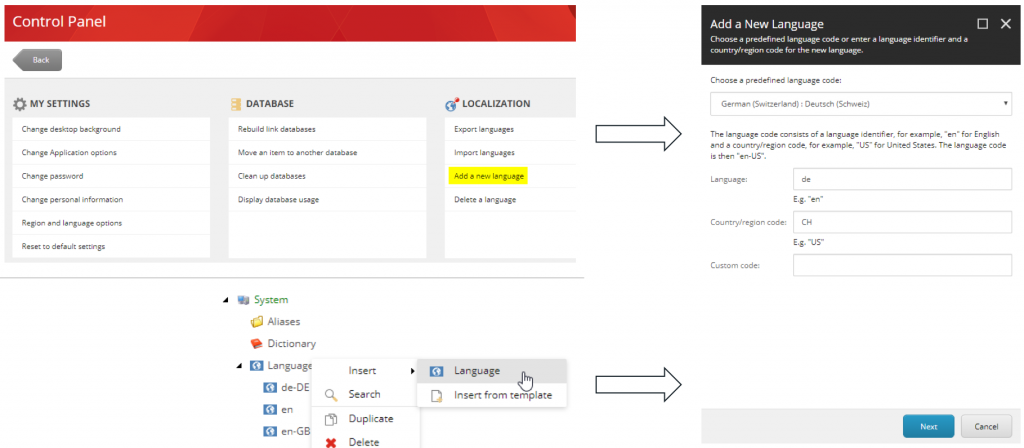 Control Panel
Back
MY SETTINGS
Change desktop background
Change Application options
Change password
Change personal information
Region and language options
Reset to default settings
DATABASE
Rebuild link databases
Move an item to another database
Clean up databases
Display database usage
LOCALIZATION
Export languages
Import languages
Add a new language
Delete a language
System
Aliases
Dictionary
Language
de-DE
en
en-GB
Insert
Search
Duplicate
Delete
Language
Insert from template
Add a New Language
Choose a predefined language code or enter a language identifier and a
country/region code for the new language.
Choose a predefined language code:
German (Switzerland) : Deutsch (Schweiz)
The language code consists of a language identifier, for example, "en" for English
and a country/region code, for example, "US" for United States. The language code
is then "en-US".
Language:
de
E.g. "en"
Country/region code:
CH
E.g. "US"
Custom code:
Next
Cancel